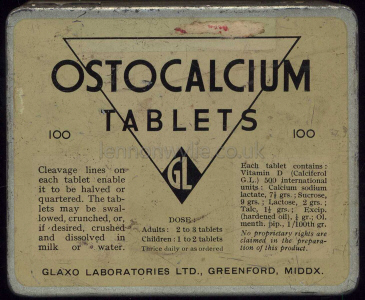 OSTOCALCIUM
TABLETS
100
100
GL
Cleavage lines on
each tablet enable
it to be halved or
quartered. The tab-
lets may be swal-
lowed, crunched, or,
if desired, crushed
and dissolved in
milk or water.
DOSE
Adults: 2 to 3 tablets
Children: 1 to 2 tablets
Thrice daily or as ordered
Each tablet contains:
Vitamin D (Calciferol
G.L.) 500 international
units: Calcium sodium
lactate, 7½ grs.; Sucrose,
9 grs.; Lactose, 2 grs.;
Talc, 1½ grs.; Excip.
(hardened oil), ½ gr.; Ol.
menth. pip., 1/100th gr.
No proprietary rights are
claimed in the prepara-
tion of this product.
GLAXO LABORATORIES LTD., GREENFORD, MIDDX.